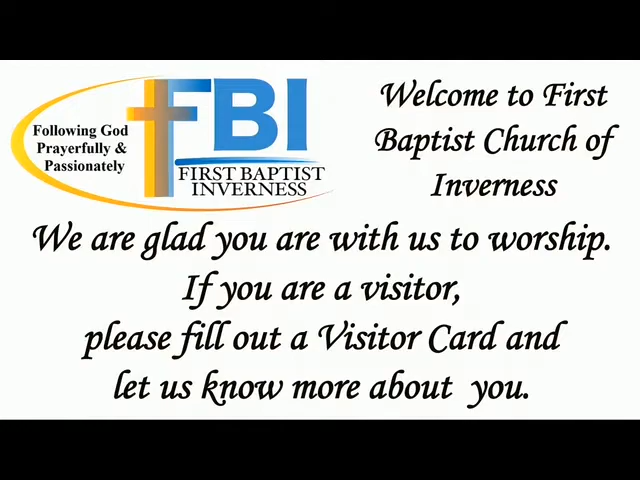 Following God
Prayerfully &
Passionately
FBI
FIRST BAPTIST
INVERNESS
Welcome to First
Baptist Church of
Inverness
We are glad you are with us to worship.
If you are a visitor,
please fill out a Visitor Card and
let us know more about you.